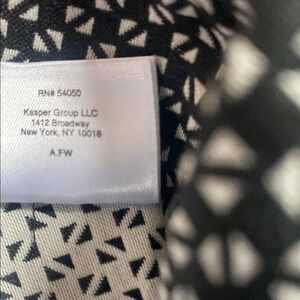 RN# 54050
Kasper Group LLC
1412 Broadway
New York, NY 10018
A.FW